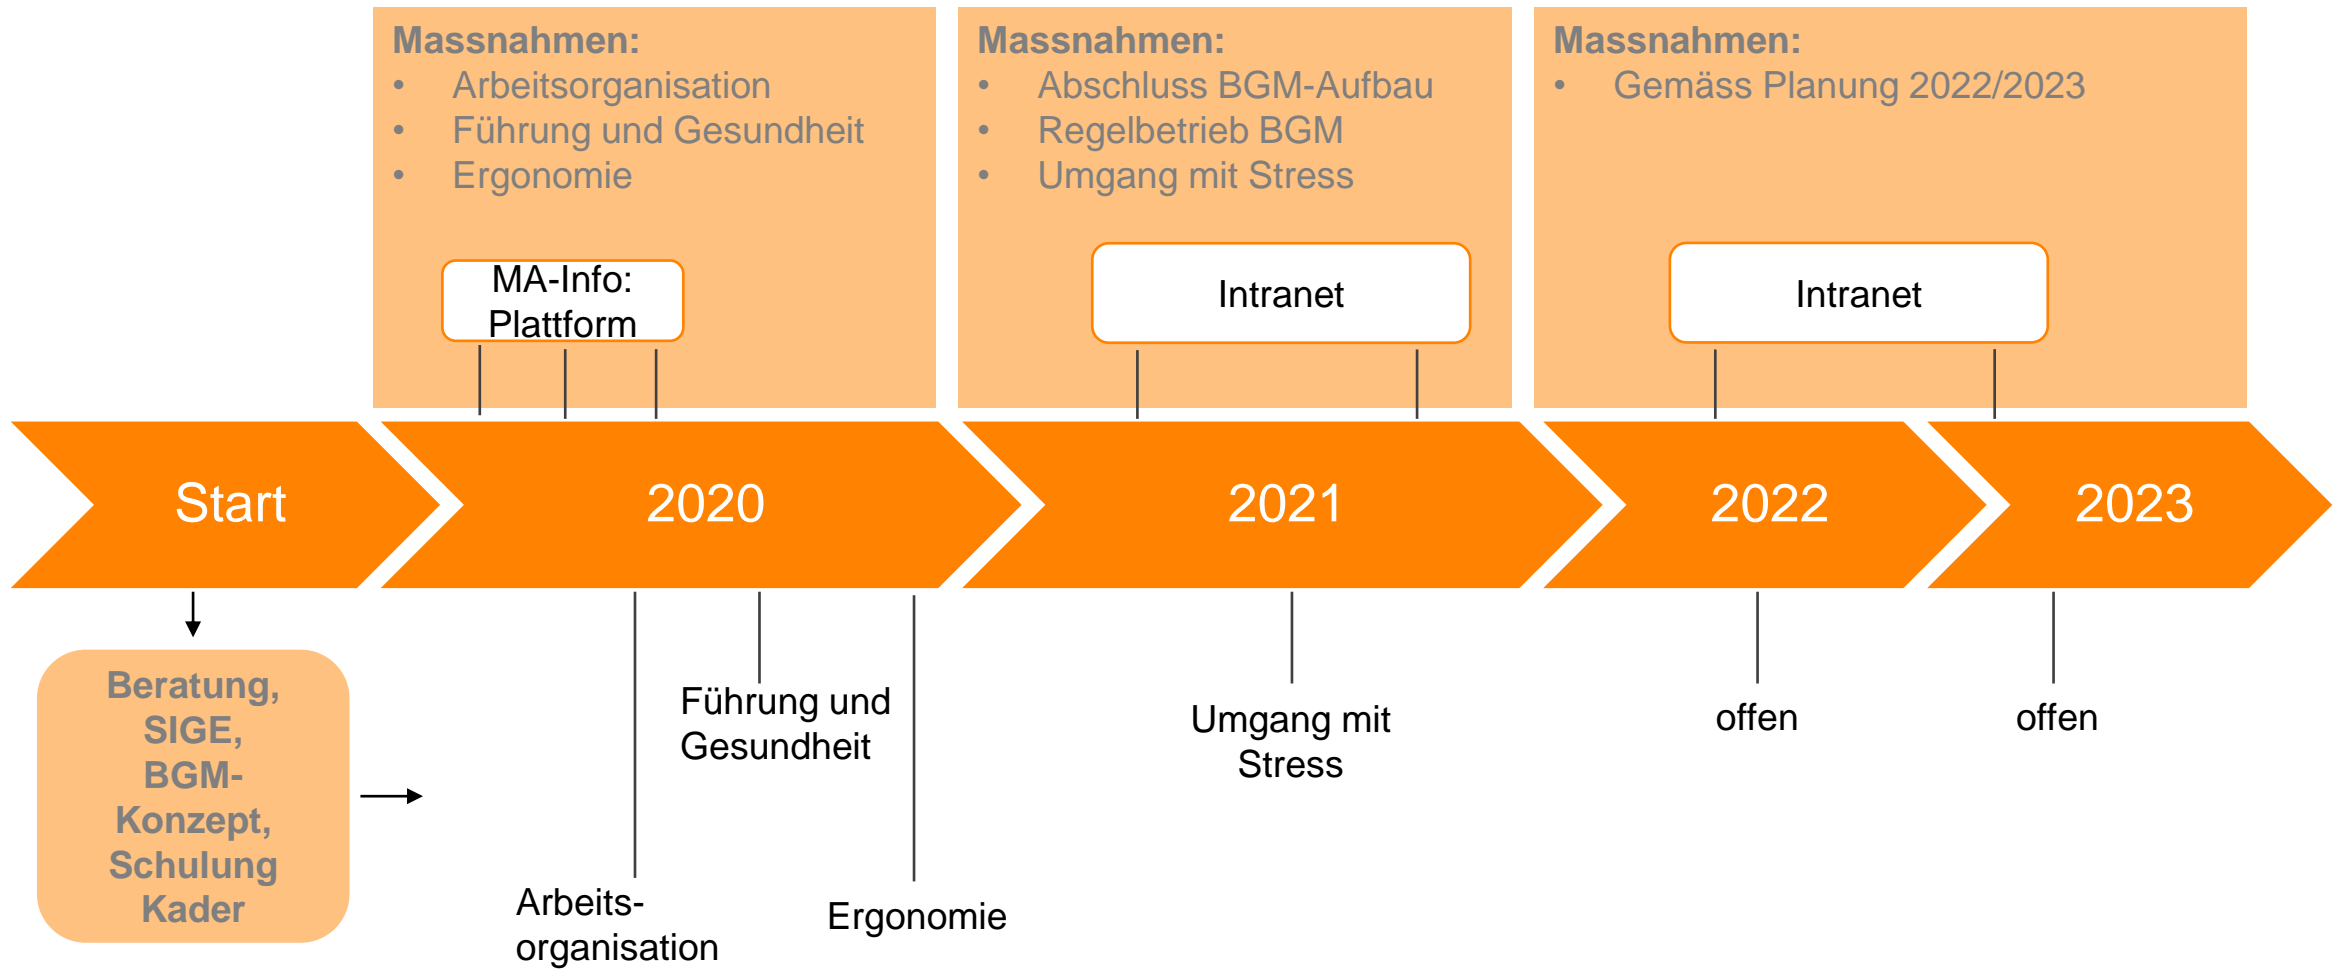 Massnahmen:
• Arbeitsorganisation
• Führung und Gesundheit
• Ergonomie
MA-Info:
Plattform
Massnahmen:
• Abschluss BGM-Aufbau
• Regelbetrieb BGM
• Umgang mit Stress
Intranet
Massnahmen:
• Gemäss Planung 2022/2023
Intranet
Start
2020
2021
2022
2023
Beratung,
SIGE,
BGM-
Konzept,
Schulung
Kader
Arbeits-
organisation
Führung und
Gesundheit
Ergonomie
Umgang mit
Stress
offen
offen